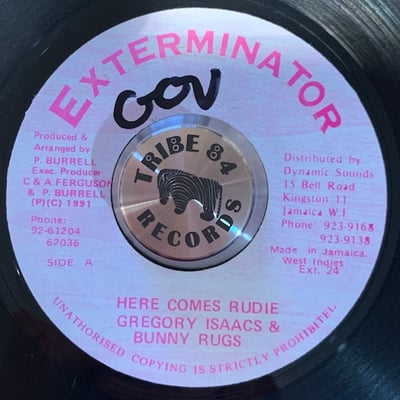 EXTERMINATOR
GOV
Produced &
Arranged by
P. BURRELL
Exec. Producer
C & A FERGUSON
& P. BURRELL
(P)(C) 1991
Phone:
92-61204
62036
SIDE A
TRIBE 84
RECORDS
Distributed by
Dynamic Sounds
15 Bell Road
Kingston 11
Jamaica W.I.
Phone: 923-9168
923-9138
Made in Jamaica.
West Indies
Ext. 24
HERE COMES RUDIE
GREGORY ISAACS &
BUNNY RUGS
UNAUTHORISED COPYING IS STRICTLY PROHIBITEL